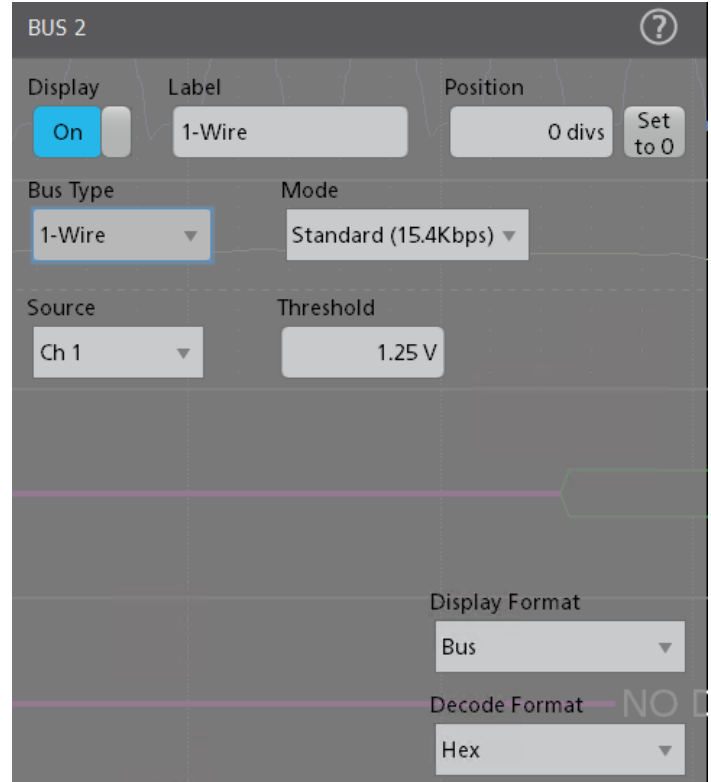 BUS 2
?
Display Label Position
On 1-Wire 0 divs Set to 0
Bus Type Mode
1-Wire Standard (15.4Kbps)
Source Threshold
Ch 1 1.25 V
Display Format
Bus
Decode Format
NO
Hex